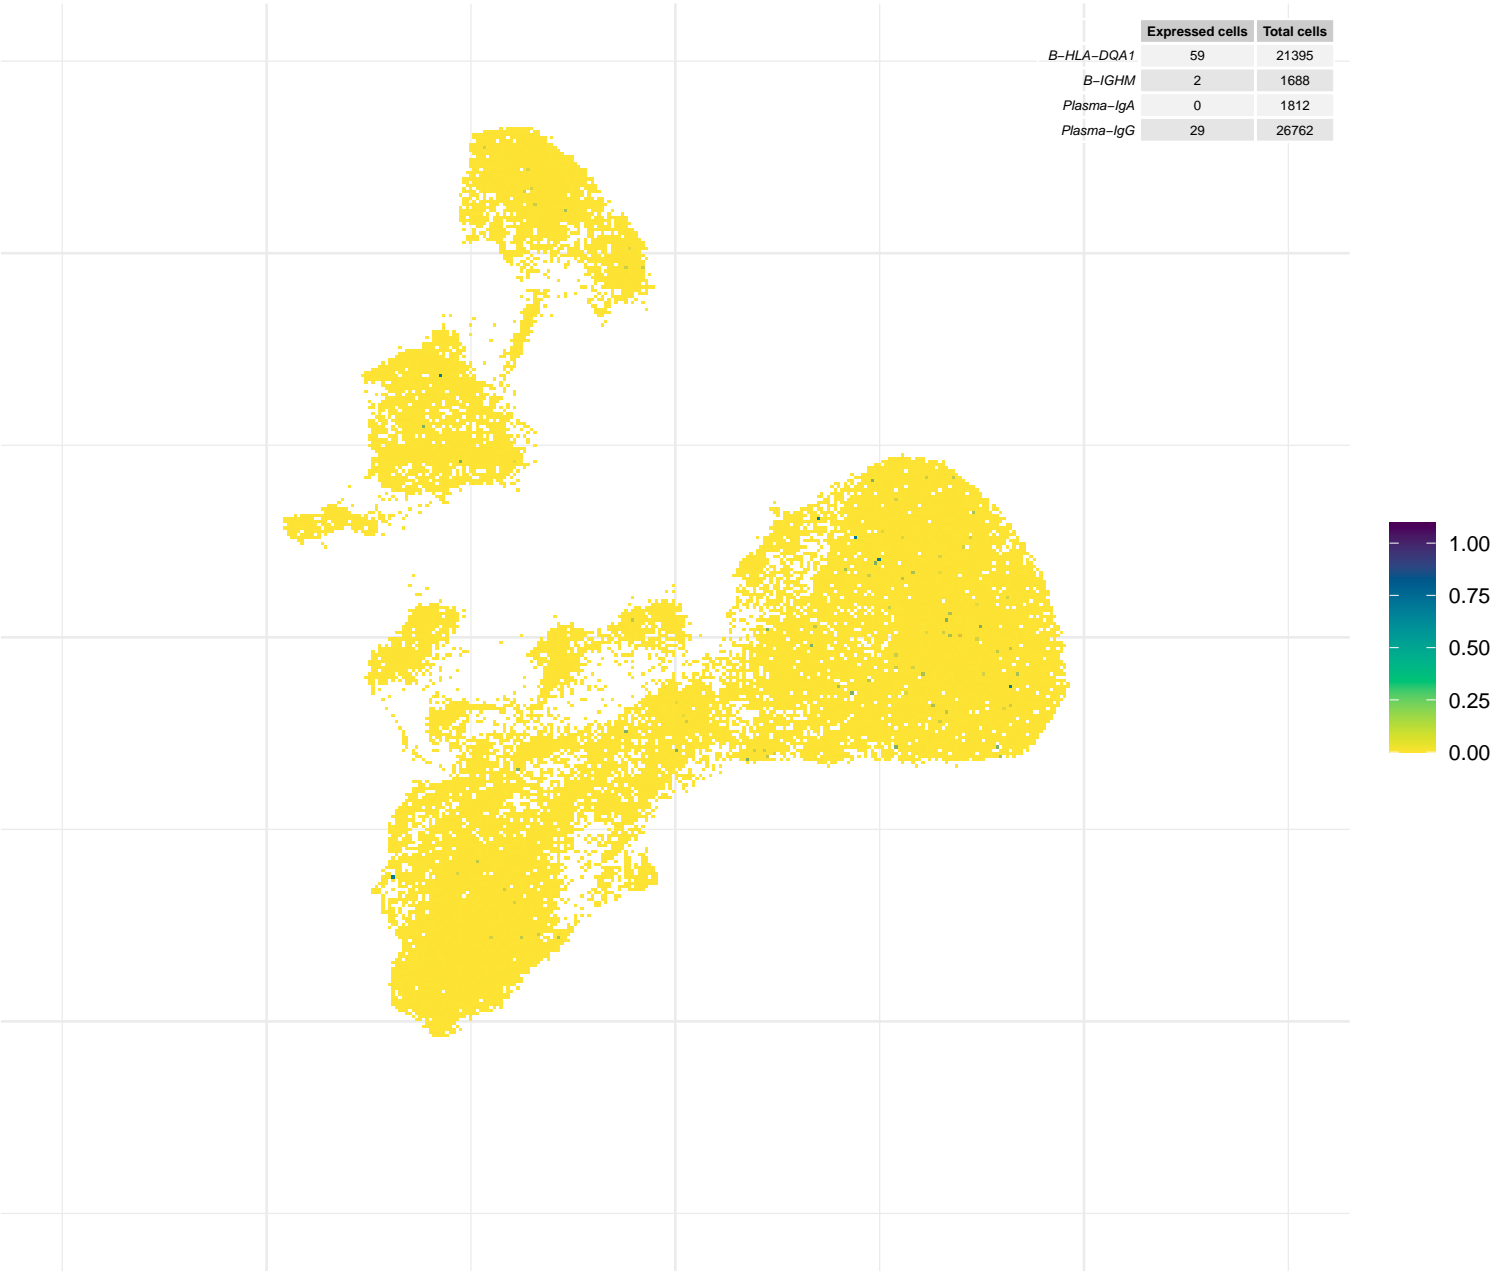 Expressed cells Total cells
B−HLA−DQA1 59 21395
B−IGHM 2 1688
Plasma−IgA 0 1812
Plasma−IgG 29 26762
1.00
0.75
0.50
0.25
0.00